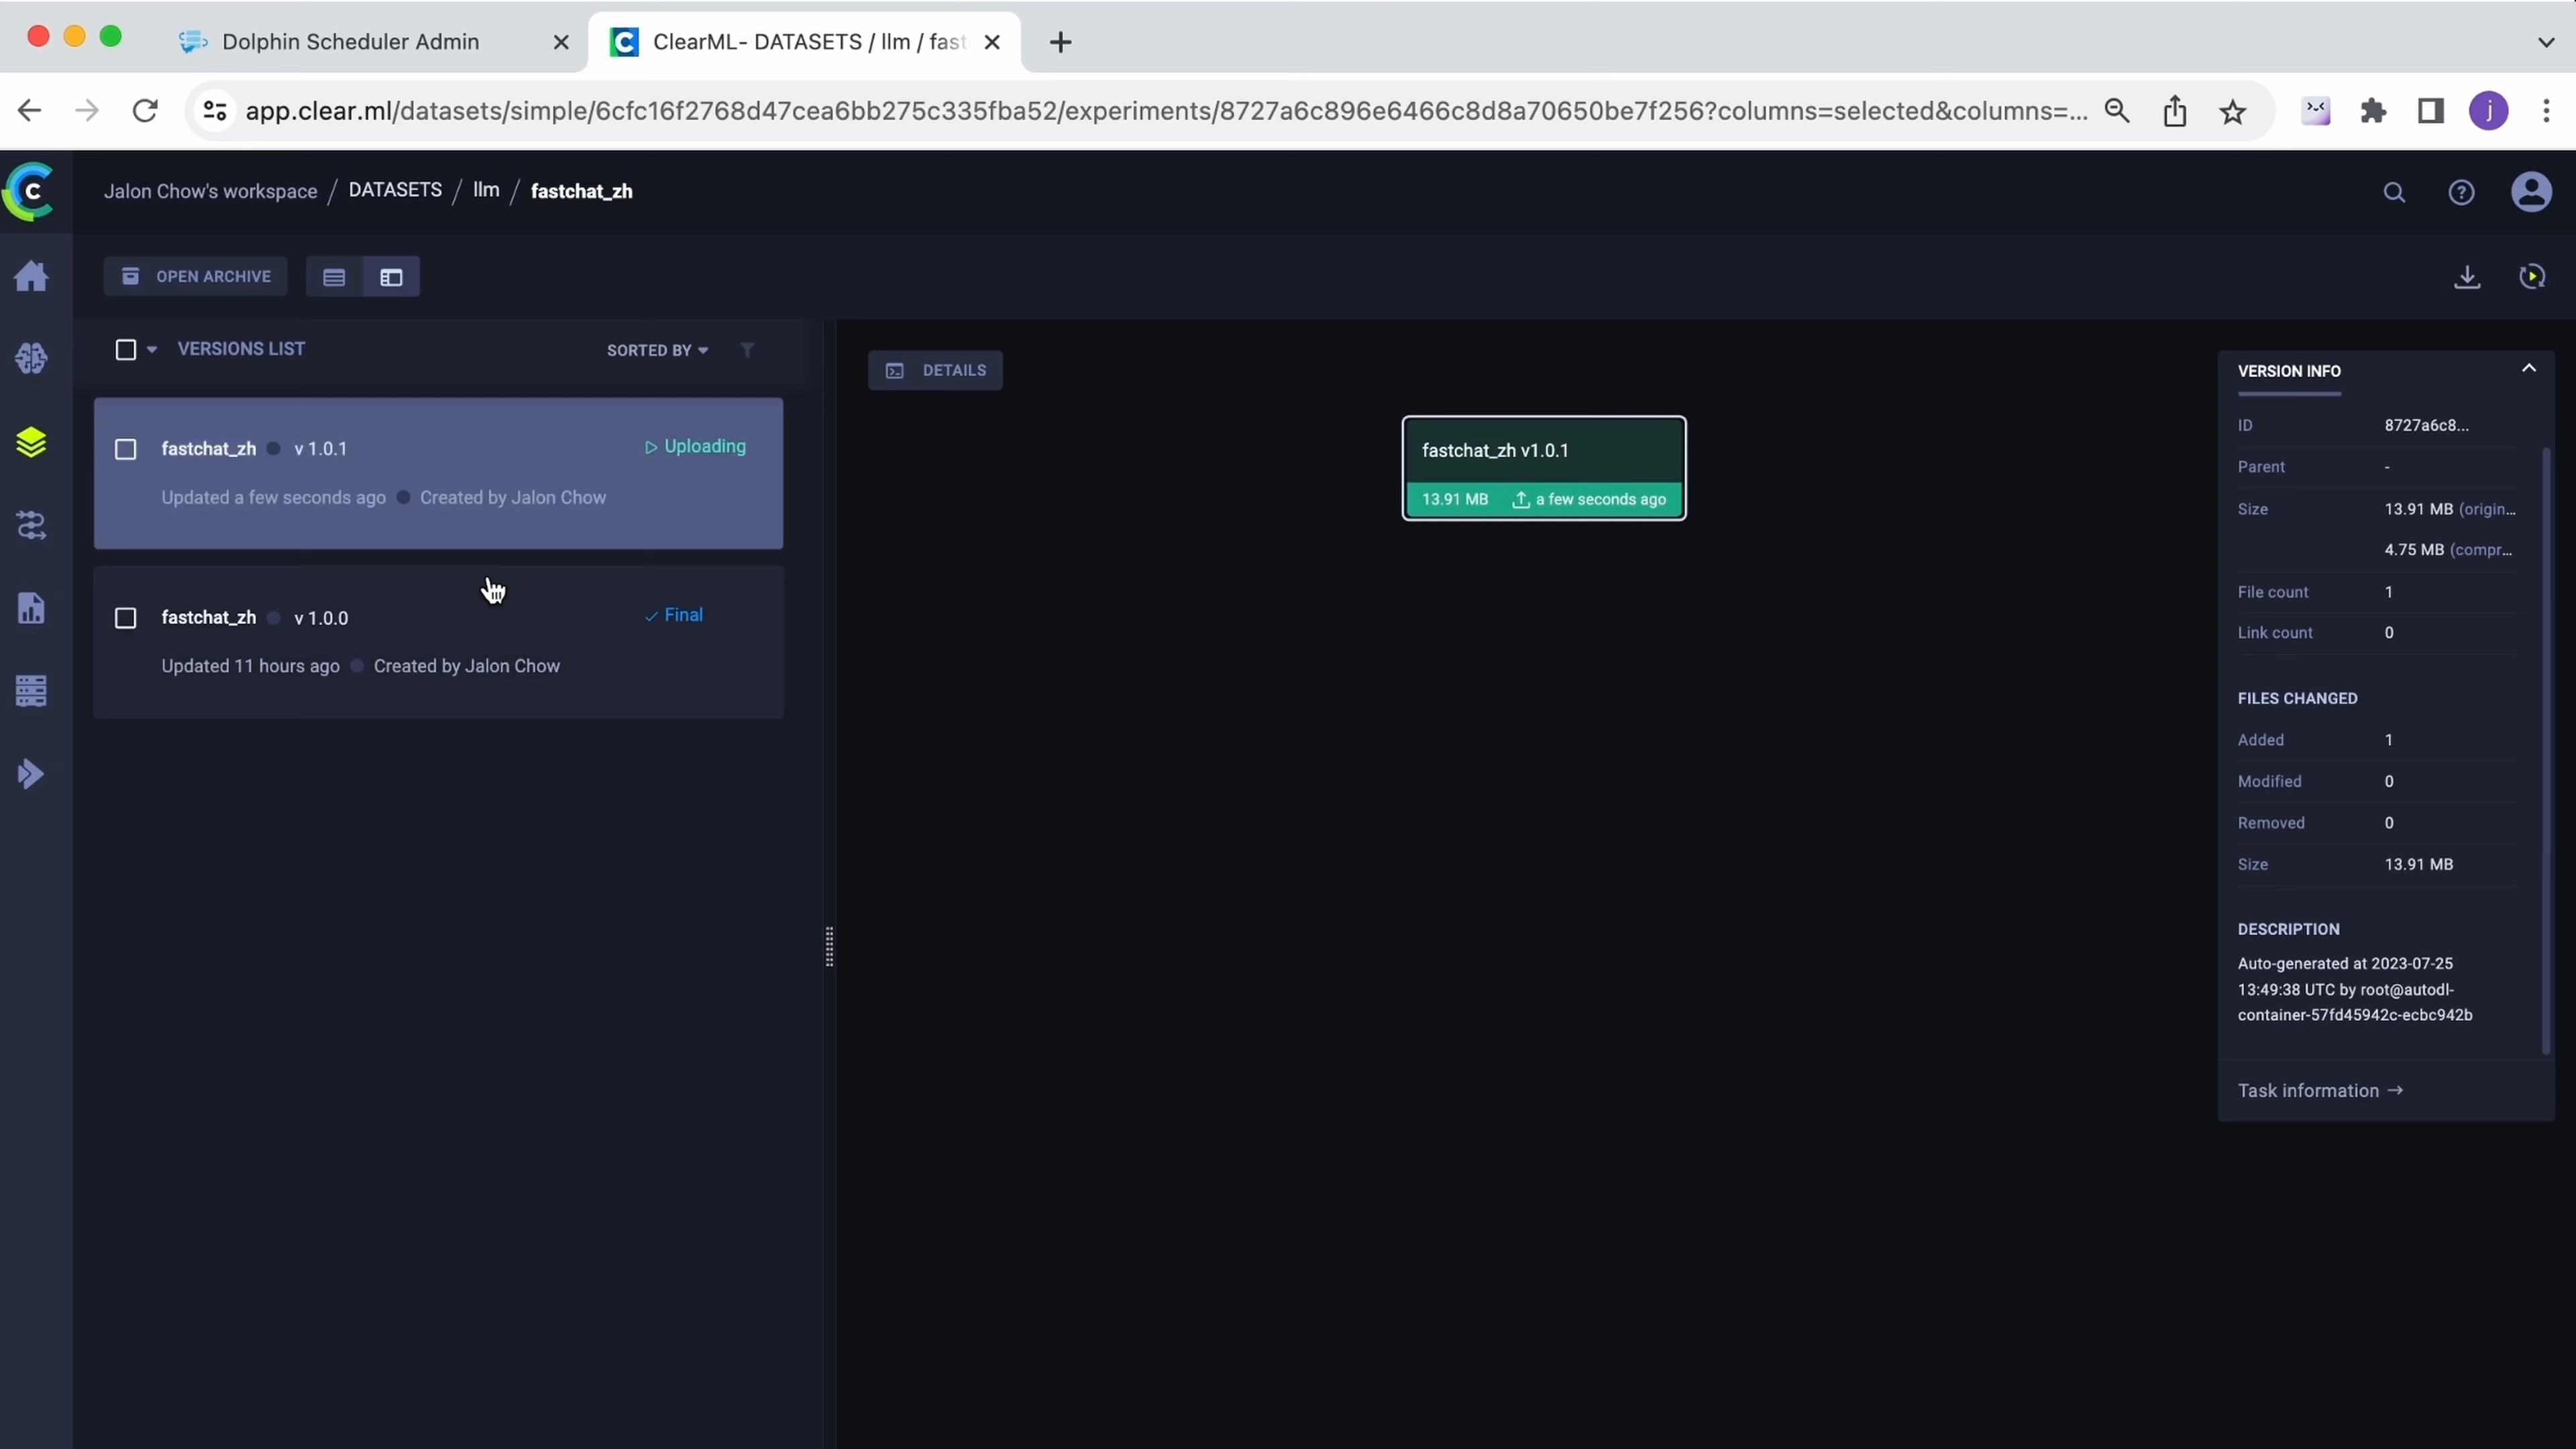 Dolphin Scheduler Admin
ClearML- DATASETS / llm / fast
app.clear.ml/datasets/simple/6cfc16f2768d47cea6bb275c335fba52/experiments/8727a6c896e6466c8d8a70650be7f256?columns=selected&columns=...
j
Jalon Chow's workspace / DATASETS / llm / fastchat_zh
OPEN ARCHIVE
VERSIONS LIST
SORTED BY
fastchat_zh v 1.0.1
Uploading
Updated a few seconds ago Created by Jalon Chow
fastchat_zh v 1.0.0
Final
Updated 11 hours ago Created by Jalon Chow
DETAILS
fastchat_zh v1.0.1
13.91 MB a few seconds ago
VERSION INFO
ID 8727a6c8...
Parent -
Size 13.91 MB (origin...
4.75 MB (compr...
File count 1
Link count 0
FILES CHANGED
Added 1
Modified 0
Removed 0
Size 13.91 MB
DESCRIPTION
Auto-generated at 2023-07-25
13:49:38 UTC by root@autodl-
container-57fd45942c-ecbc942b
Task information →